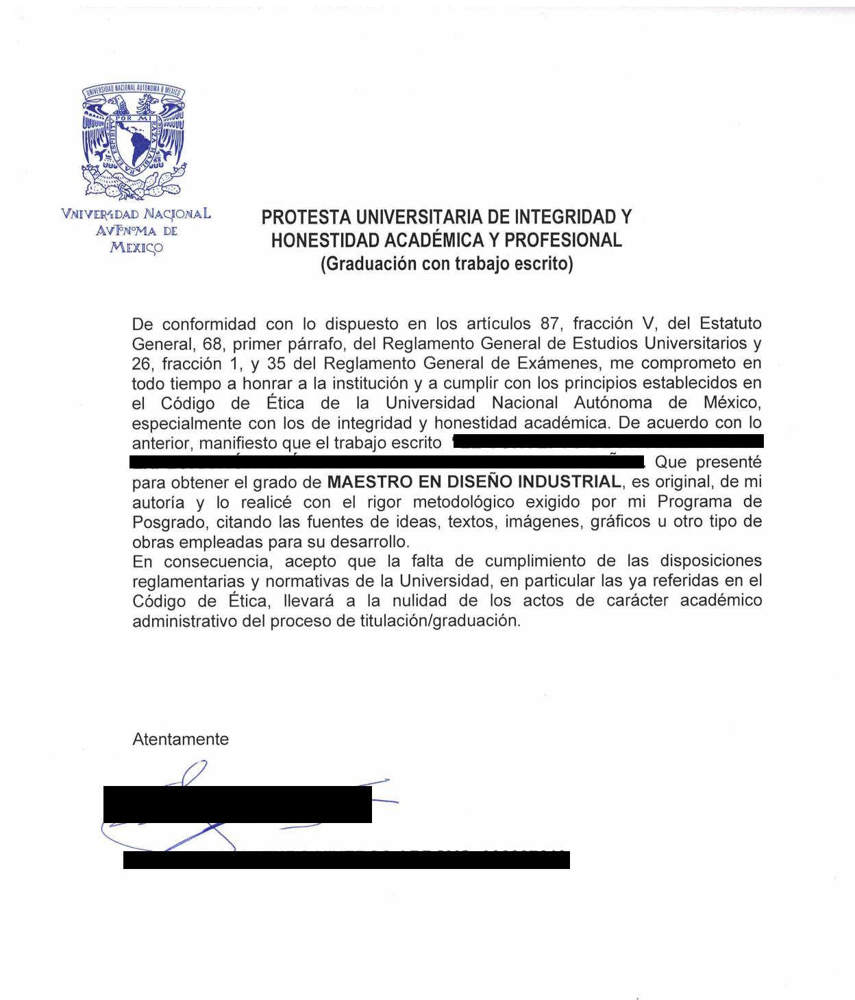 UNIVERSIDAD NACIONAL AUTONOMA D MEXICO
POR MI RAZA HABLARA EL ESPIRITU
VNIVERSIDAD NACIONAL
AVTONOMA DE
MEXICO
PROTESTA UNIVERSITARIA DE INTEGRIDAD Y
HONESTIDAD ACADÉMICA Y PROFESIONAL
(Graduación con trabajo escrito)
De conformidad con lo dispuesto en los artículos 87, fracción V, del Estatuto
General, 68, primer párrafo, del Reglamento General de Estudios Universitarios y
26, fracción 1, y 35 del Reglamento General de Exámenes, me comprometo en
todo tiempo a honrar a la institución y a cumplir con los principios establecidos en
el Código de Ética de la Universidad Nacional Autónoma de México,
especialmente con los de integridad y honestidad académica. De acuerdo con lo
anterior, manifiesto que el trabajo escrito
. Que presenté
para obtener el grado de MAESTRO EN DISEÑO INDUSTRIAL, es original, de mi
autoría y lo realicé con el rigor metodológico exigido por mi Programa de
Posgrado, citando las fuentes de ideas, textos, imágenes, gráficos u otro tipo de
obras empleadas para su desarrollo.
En consecuencia, acepto que la falta de cumplimiento de las disposiciones
reglamentarias y normativas de la Universidad, en particular las ya referidas en el
Código de Ética, llevará a la nulidad de los actos de carácter académico
administrativo del proceso de titulación/graduación.
Atentamente